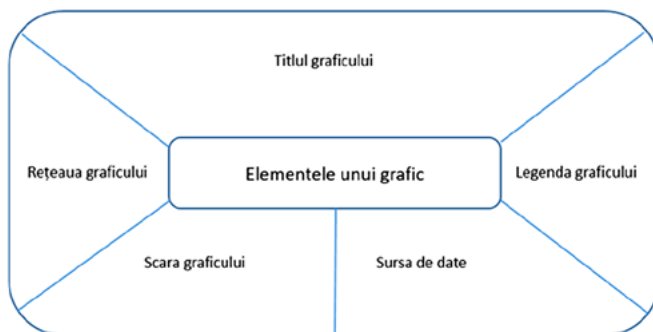 Titlul graficului
Rețeaua graficului
Elementele unui grafic
Legenda graficului
Scara graficului
Sursa de date